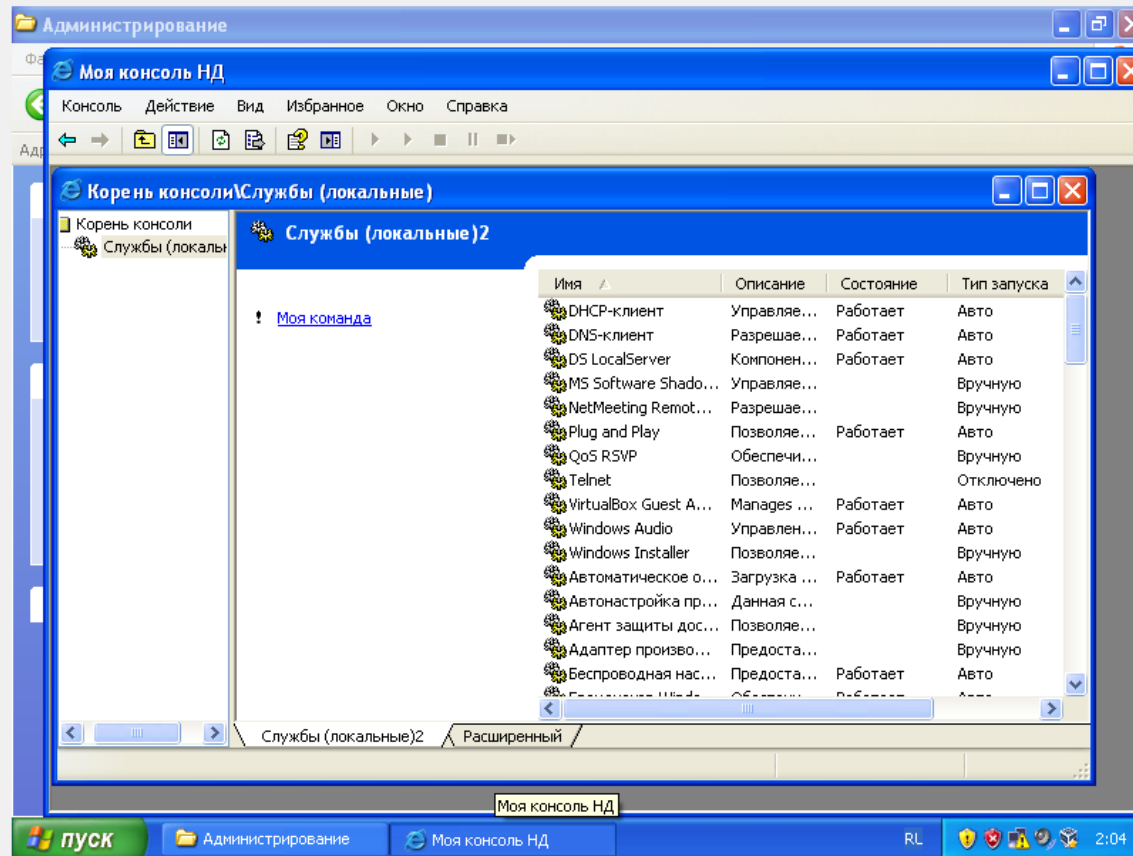 Администрирование
Фа
Моя консоль НД
Консоль Действие Вид Избранное Окно Справка
Адр
Корень консоли\Службы (локальные)
Корень консоли
Службы (локальн
Службы (локальные)2
Моя команда
Имя Описание Состояние Тип запуска
DHCP-клиент Управляе... Работает Авто
DNS-клиент Разрешае... Работает Авто
DS LocalServer Компонен... Работает Авто
MS Software Shado... Управляе... Вручную
NetMeeting Remot... Разрешае... Вручную
Plug and Play Позволяе... Работает Авто
QoS RSVP Обеспечи... Вручную
Telnet Позволяе... Отключено
VirtualBox Guest A... Manages ... Работает Авто
Windows Audio Управлен... Работает Авто
Windows Installer Позволяе... Вручную
Автоматическое о... Загрузка ... Работает Авто
Автонастройка пр... Данная с... Вручную
Агент защиты дос... Позволяе... Вручную
Адаптер произво... Предоста... Вручную
Беспроводная нас... Предоста... Работает Авто
Службы (локальные)2 Расширенный
Моя консоль НД
пуск Администрирование Моя консоль НД RL 2:04